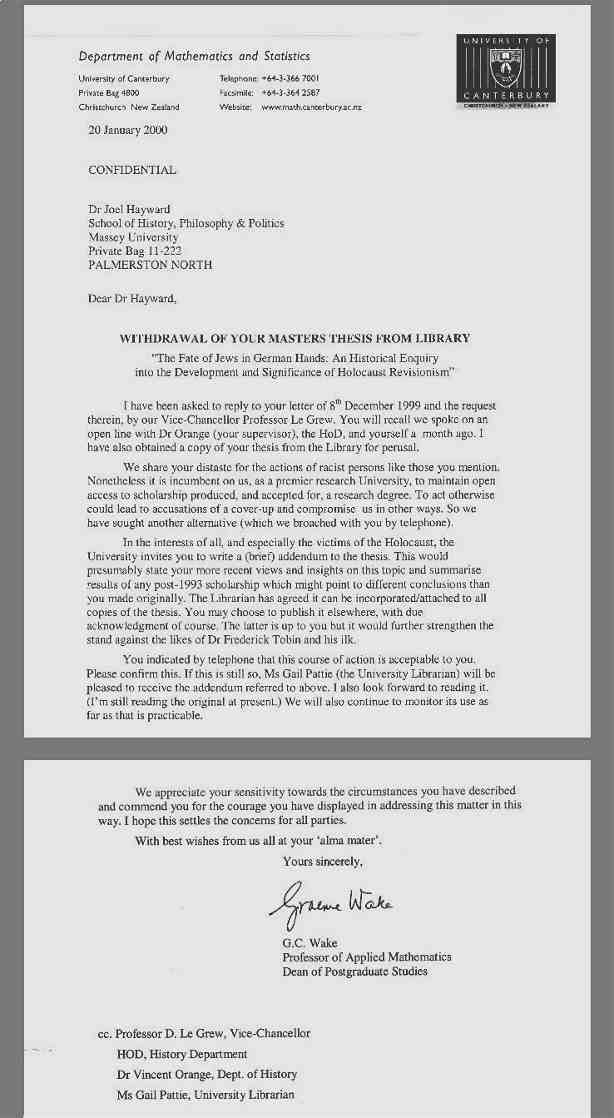 Department of Mathematics and Statistics
UNIVERSITY OF
CANTERBURY
CHRISTCHURCH • NEW ZEALAND
University of Canterbury Telephone: +64-3-366 7001
Private Bag 4800 Facsimile: +64-3-364 2587
Christchurch New Zealand Website: www.math.canterbury.ac.nz
20 January 2000
CONFIDENTIAL
Dr Joel Hayward
School of History, Philosophy & Politics
Massey University
Private Bag 11-222
PALMERSTON NORTH
Dear Dr Hayward,
WITHDRAWAL OF YOUR MASTERS THESIS FROM LIBRARY
"The Fate of Jews in German Hands: An Historical Enquiry
into the Development and Significance of Holocaust Revisionism"
I have been asked to reply to your letter of 8th December 1999 and the request
therein, by our Vice-Chancellor Professor Le Grew. You will recall we spoke on an
open line with Dr Orange (your supervisor), the HoD, and yourself a month ago. I
have also obtained a copy of your thesis from the Library for perusal.
We share your distaste for the actions of racist persons like those you mention.
Nonetheless it is incumbent on us, as a premier research University, to maintain open
access to scholarship produced, and accepted for, a research degree. To act otherwise
could lead to accusations of a cover-up and compromise us in other ways. So we
have sought another alternative (which we broached with you by telephone).
In the interests of all, and especially the victims of the Holocaust, the
University invites you to write a (brief) addendum to the thesis. This would
presumably state your more recent views and insights on this topic and summarise
results of any post-1993 scholarship which might point to different conclusions than
you made originally. The Librarian has agreed it can be incorporated/attached to all
copies of the thesis. You may choose to publish it elsewhere, with due
acknowledgment of course. The latter is up to you but it would further strengthen the
stand against the likes of Dr Frederick Tobin and his ilk.
You indicated by telephone that this course of action is acceptable to you.
Please confirm this. If this is still so, Ms Gail Pattie (the University Librarian) will be
pleased to receive the addendum referred to above. I also look forward to reading it.
(I'm still reading the original at present.) We will also continue to monitor its use as
far as that is practicable.
We appreciate your sensitivity towards the circumstances you have described
and commend you for the courage you have displayed in addressing this matter in this
way. I hope this settles the concerns for all parties.
With best wishes from us all at your 'alma mater'.
Yours sincerely,
Graeme Wake
G.C. Wake
Professor of Applied Mathematics
Dean of Postgraduate Studies
cc. Professor D. Le Grew, Vice-Chancellor
HOD, History Department
Dr Vincent Orange, Dept. of History
Ms Gail Pattie, University Librarian